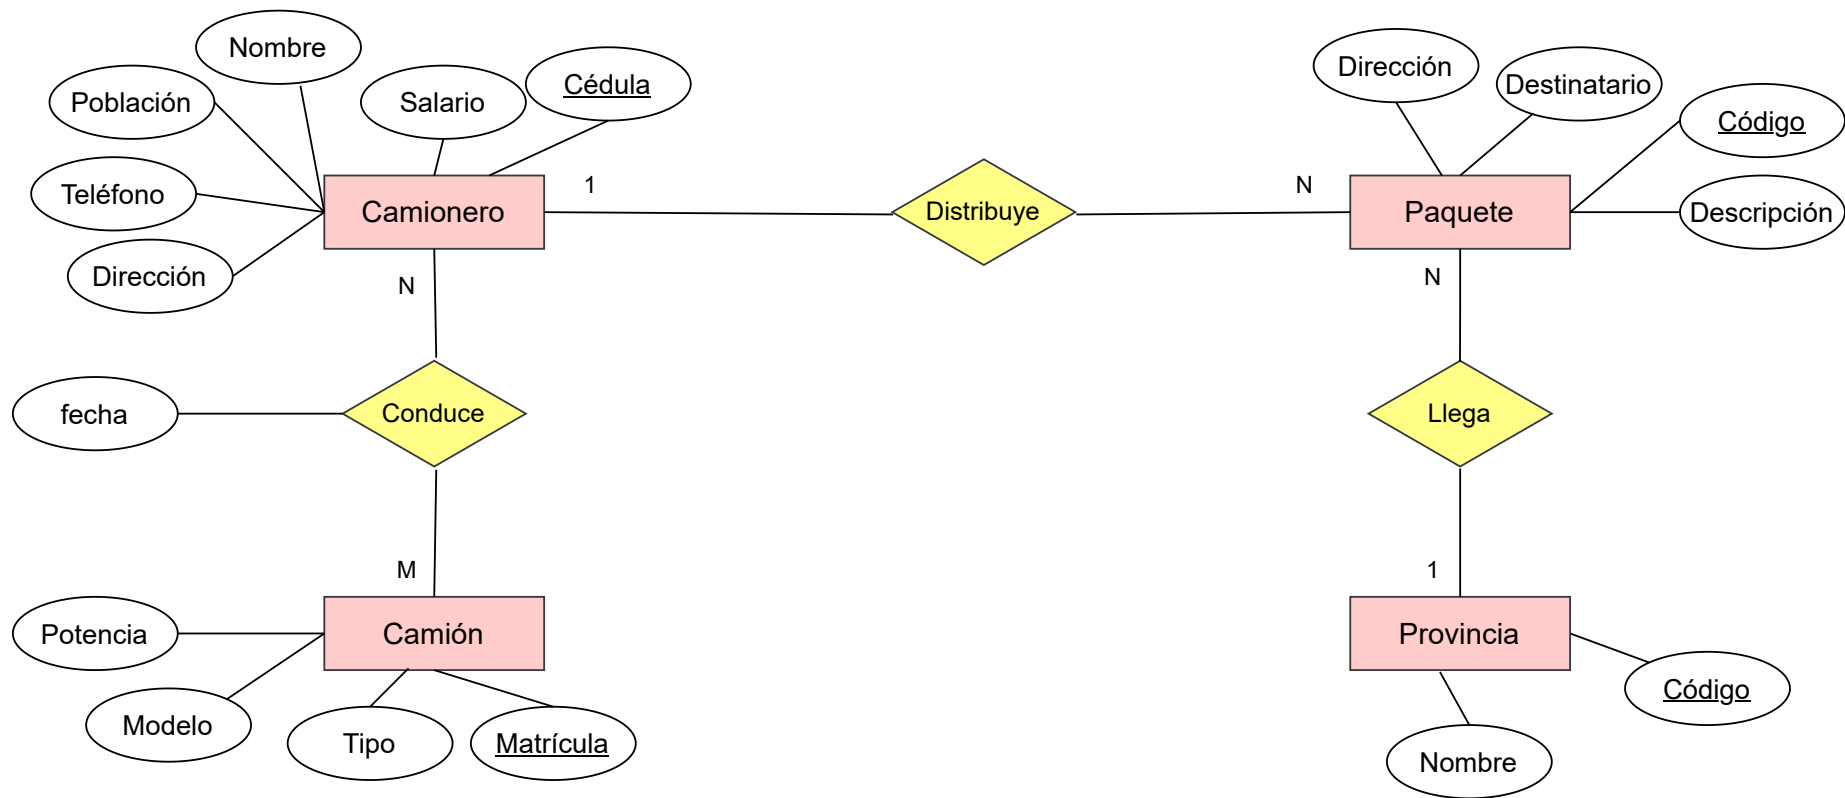 Nombre
Población
Salario
Cédula
Dirección
Destinatario
Código
Teléfono
Camionero
1
Distribuye
N
Paquete
Descripción
Dirección
N
N
fecha
Conduce
Llega
M
1
Potencia
Camión
Provincia
Modelo
Tipo
Matrícula
Código
Nombre